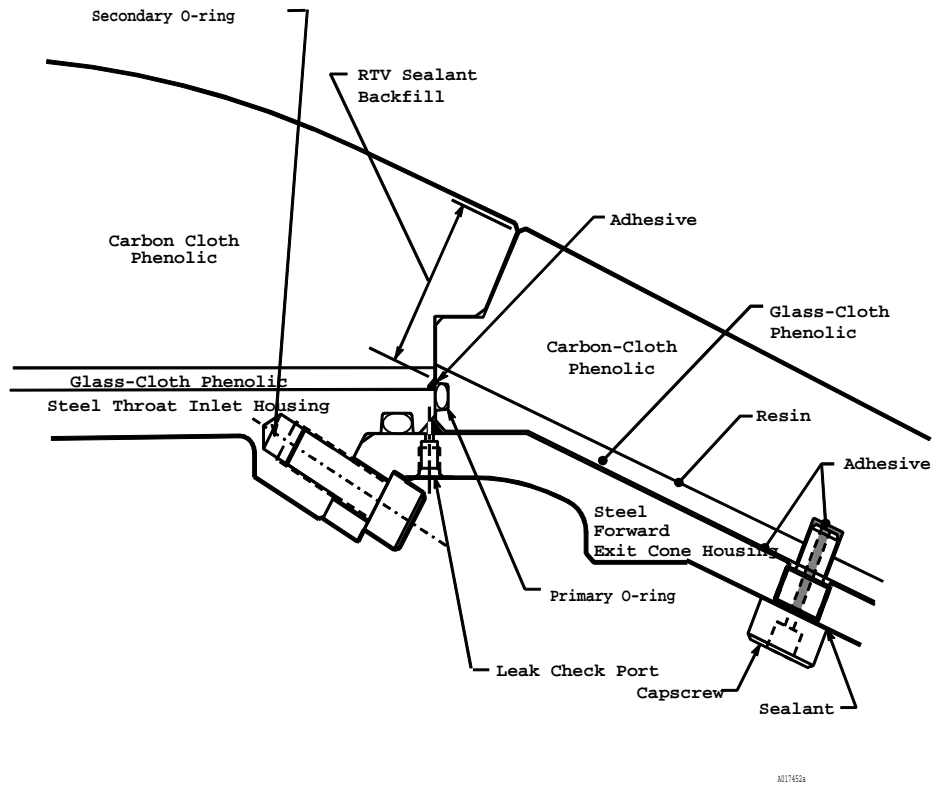 Secondary O-ring
RTV Sealant
Backfill
Adhesive
Carbon Cloth
Phenolic
Glass-Cloth
Phenolic
Carbon-Cloth
Phenolic
Glass-Cloth Phenolic
Steel Throat Inlet Housing
Resin
Adhesive
Steel
Forward
Exit Cone Housing
Primary O-ring
Leak Check Port
Capscrew
Sealant
A017452a